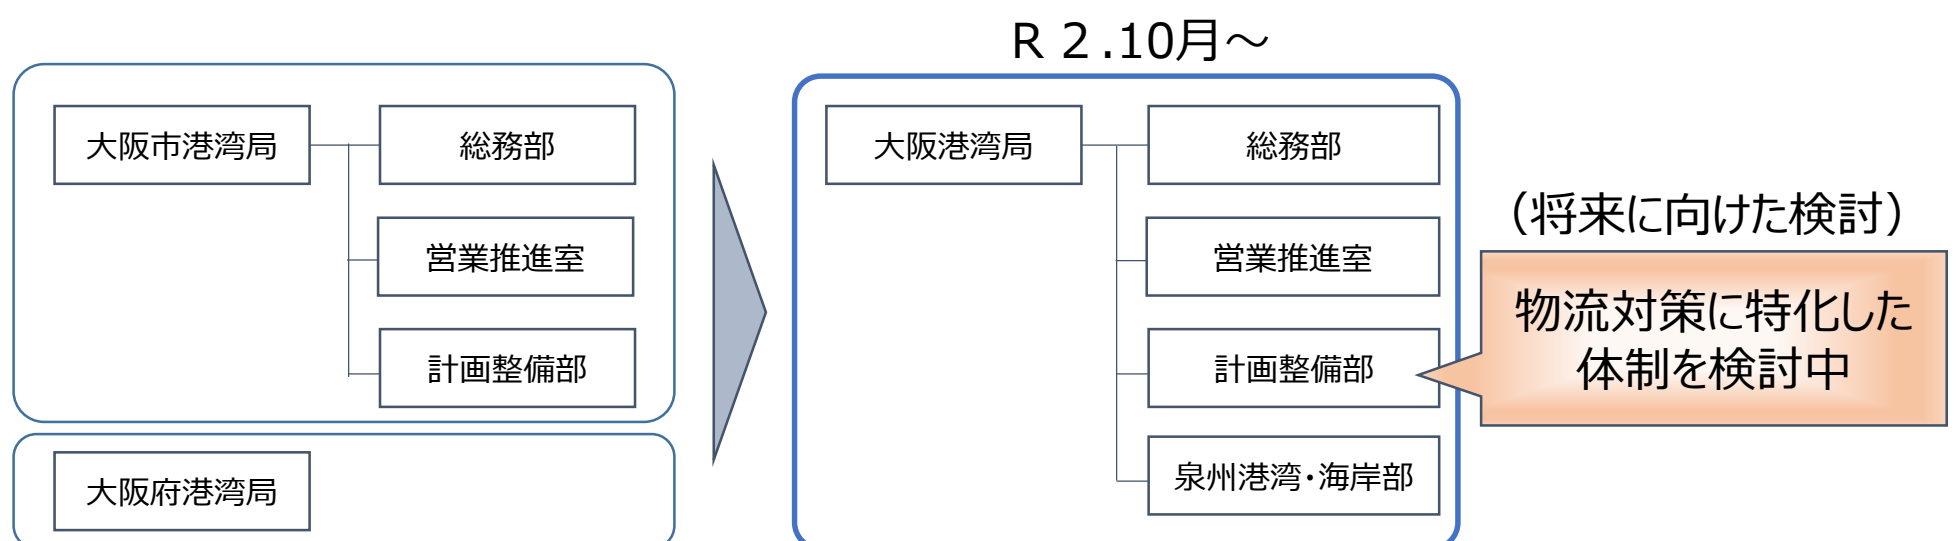 R２.10月～
大阪市港湾局
総務部
営業推進室
計画整備部
大阪府港湾局
大阪港湾局
総務部
営業推進室
計画整備部
泉州港湾・海岸部
（将来に向けた検討）
物流対策に特化した
体制を検討中